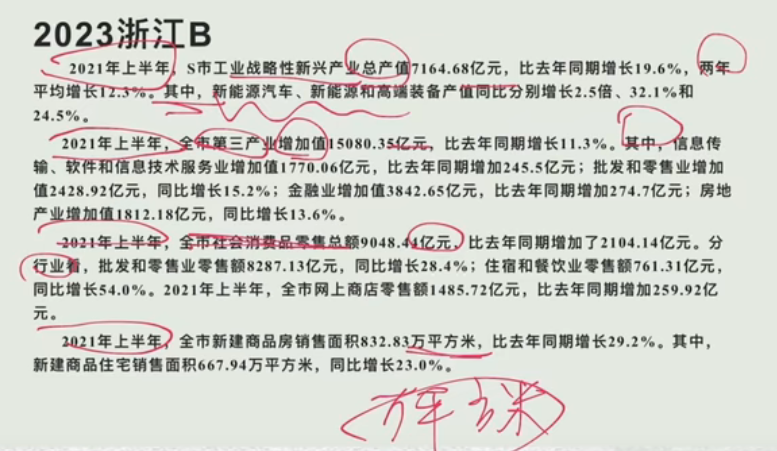 2023浙江B
2021年上半年，S市工业战略性新兴产业总产值7164.68亿元，比去年同期增长19.6%，两年
平均增长12.3%。其中，新能源汽车、新能源和高端装备产值同比分别增长2.5倍、32.1%和
24.5%。
2021年上半年，全市第三产业增加值15080.35亿元，比去年同期增长11.3%。其中，信息传
输、软件和信息技术服务业增加值1770.06亿元，比去年同期增加245.5亿元；批发和零售业增加
值2428.92亿元，同比增长15.2%；金融业增加值3842.65亿元，比去年同期增加274.7亿元；房地
产业增加值1812.18亿元，同比增长13.6%。
2021年上半年，全市社会消费品零售总额9048.44亿元，比去年同期增加了2104.14亿元。分
行业看，批发和零售业零售额8287.13亿元，同比增长28.4%；住宿和餐饮业零售额761.31亿元，
同比增长54.0%。2021年上半年，全市网上商店零售额1485.72亿元，比去年同期增加259.92亿
元。
2021年上半年，全市新建商品房销售面积832.83万平方米，比去年同期增长29.2%。其中，
新建商品住宅销售面积667.94万平方米，同比增长23.0%。